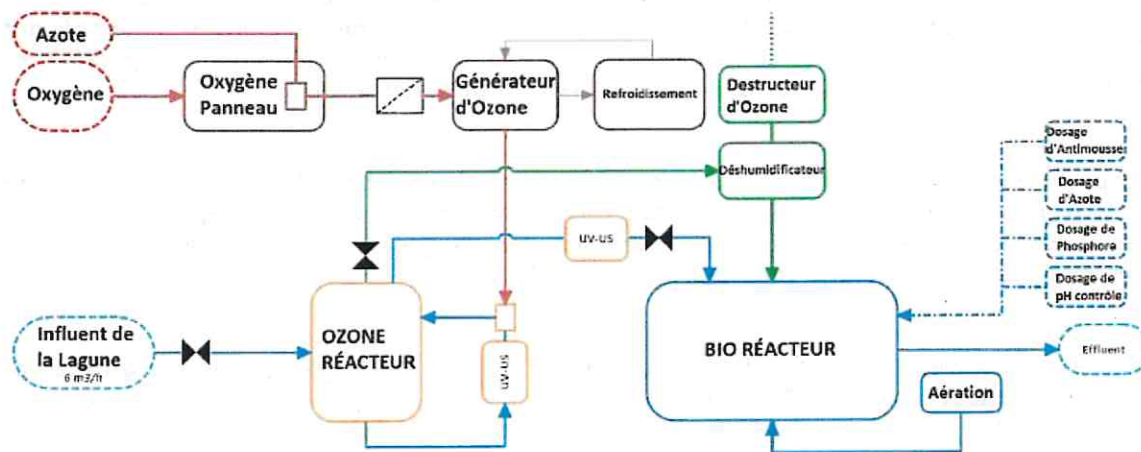 Azote
Oxygène
Oxygène
Panneau
Générateur
d'Ozone
Refroidissement
Destructeur
d'Ozone
Déshumidificateur
Dosage
d'Antimousse
Dosage
d'Azote
Dosage de
Phosphore
Dosage de
pH contrôle
UV-US
Influent de
la Lagune
6 m3/h
OZONE
RÉACTEUR
UV-US
BIO RÉACTEUR
Effluent
Aération